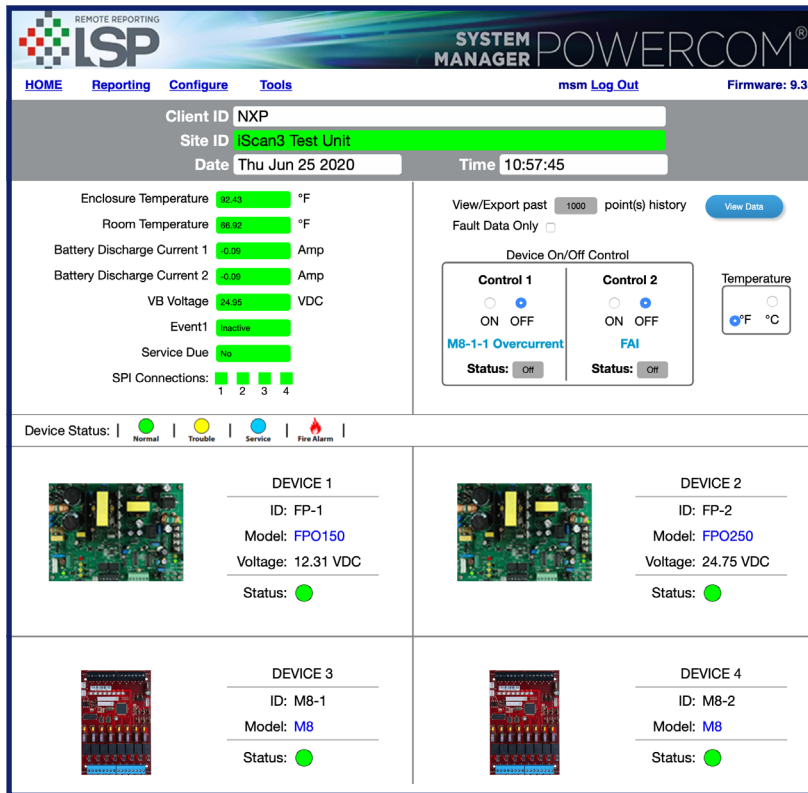 REMOTE REPORTING
LSP
SYSTEM MANAGER POWERCOM®
HOME Reporting Configure Tools msm Log Out Firmware: 9.3
Client ID NXP
Site ID iScan3 Test Unit
Date Thu Jun 25 2020 Time 10:57:45
Enclosure Temperature 92.43 °F
Room Temperature 66.92 °F
Battery Discharge Current 1 -0.09 Amp
Battery Discharge Current 2 -0.09 Amp
VB Voltage 24.95 VDC
Event1 Inactive
Service Due No
SPI Connections:
1 2 3 4
View/Export past 1000 point(s) history View Data
Fault Data Only
Device On/Off Control
Control 1 Control 2
ON OFF ON OFF
M8-1-1 Overcurrent FAI
Status: Off Status: Off
Temperature
°F °C
Device Status: | Normal | Trouble | Service | Fire Alarm |
DEVICE 1
ID: FP-1
Model: FPO150
Voltage: 12.31 VDC
Status:
DEVICE 2
ID: FP-2
Model: FPO250
Voltage: 24.75 VDC
Status:
DEVICE 3
ID: M8-1
Model: M8
Status:
DEVICE 4
ID: M8-2
Model: M8
Status: